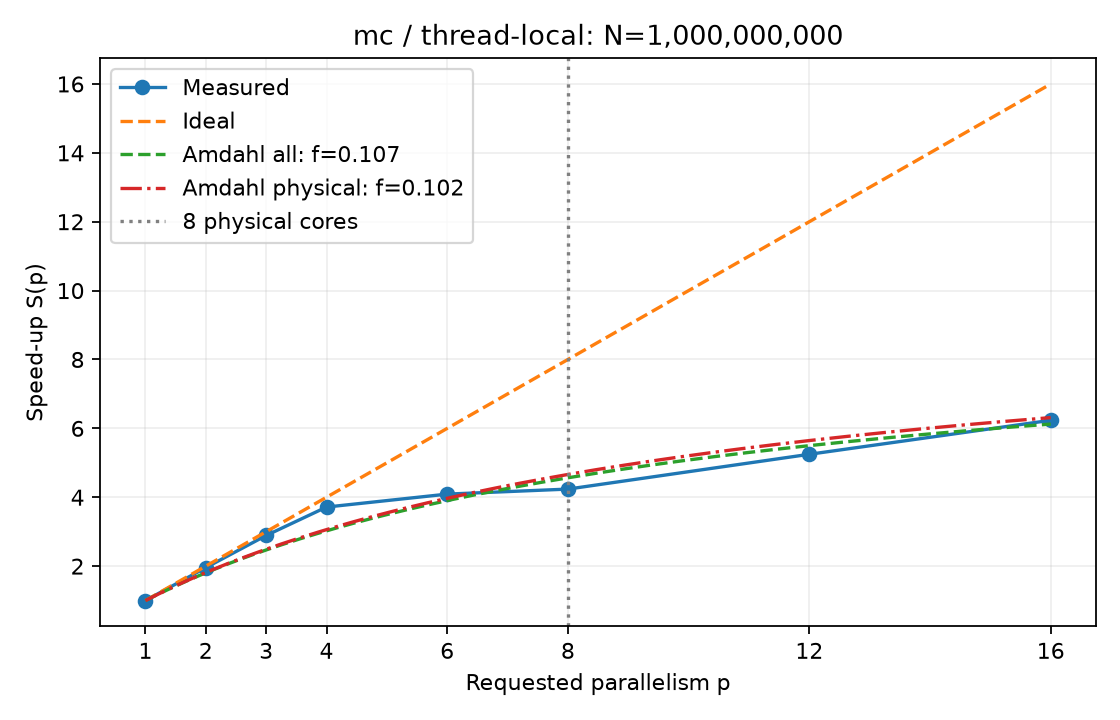 mc / thread-local: N=1,000,000,000
Measured
Ideal
Amdahl all: f=0.107
Amdahl physical: f=0.102
8 physical cores
Speed-up S(p)
16
14
12
10
8
6
4
2
1 2 3 4 6 8 12 16
Requested parallelism p